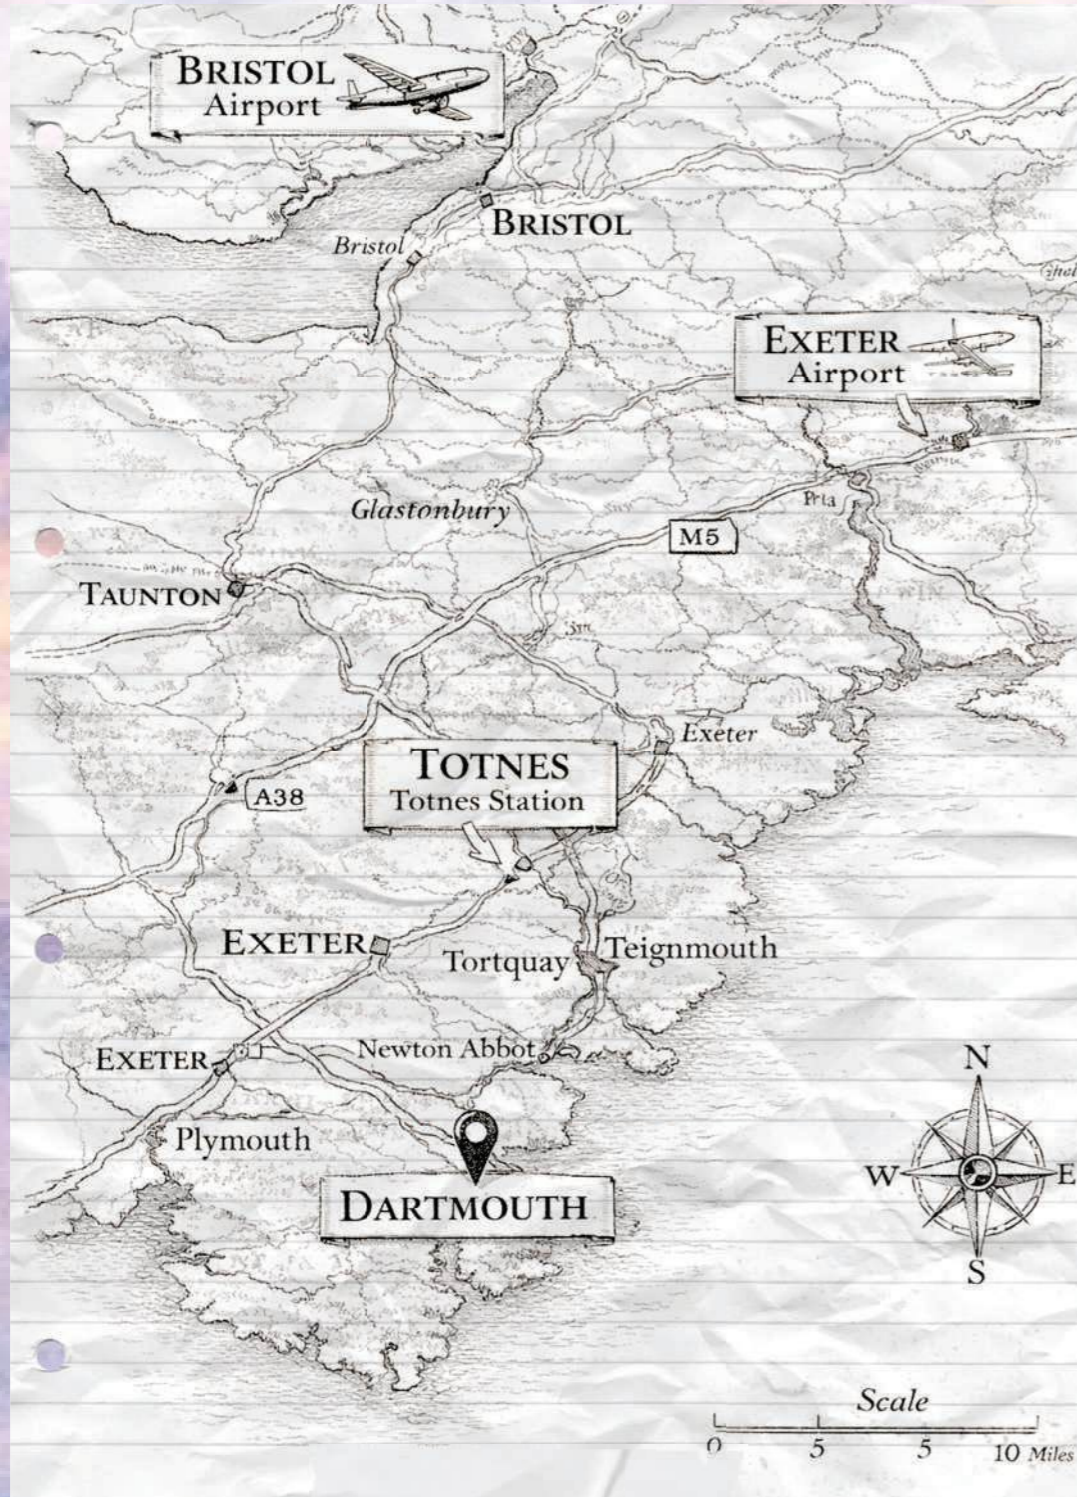 BRISTOL
Airport
BRISTOL
Bristol
EXETER
Airport
Glastonbury
M5
TAUNTON
Exeter
TOTNES
Totnes Station
A38
EXETER
Tortquay
Teignmouth
EXETER
Newton Abbot
Plymouth
DARTMOUTH
N
W
E
S
Scale
0 5 5 10 Miles